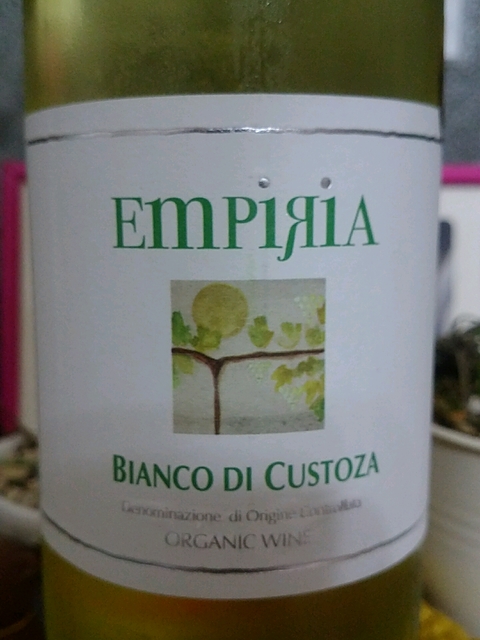 EMPIRIA
BIANCO DI CUSTOZA
Denominazione di Origine Controllata
ORGANIC WINE